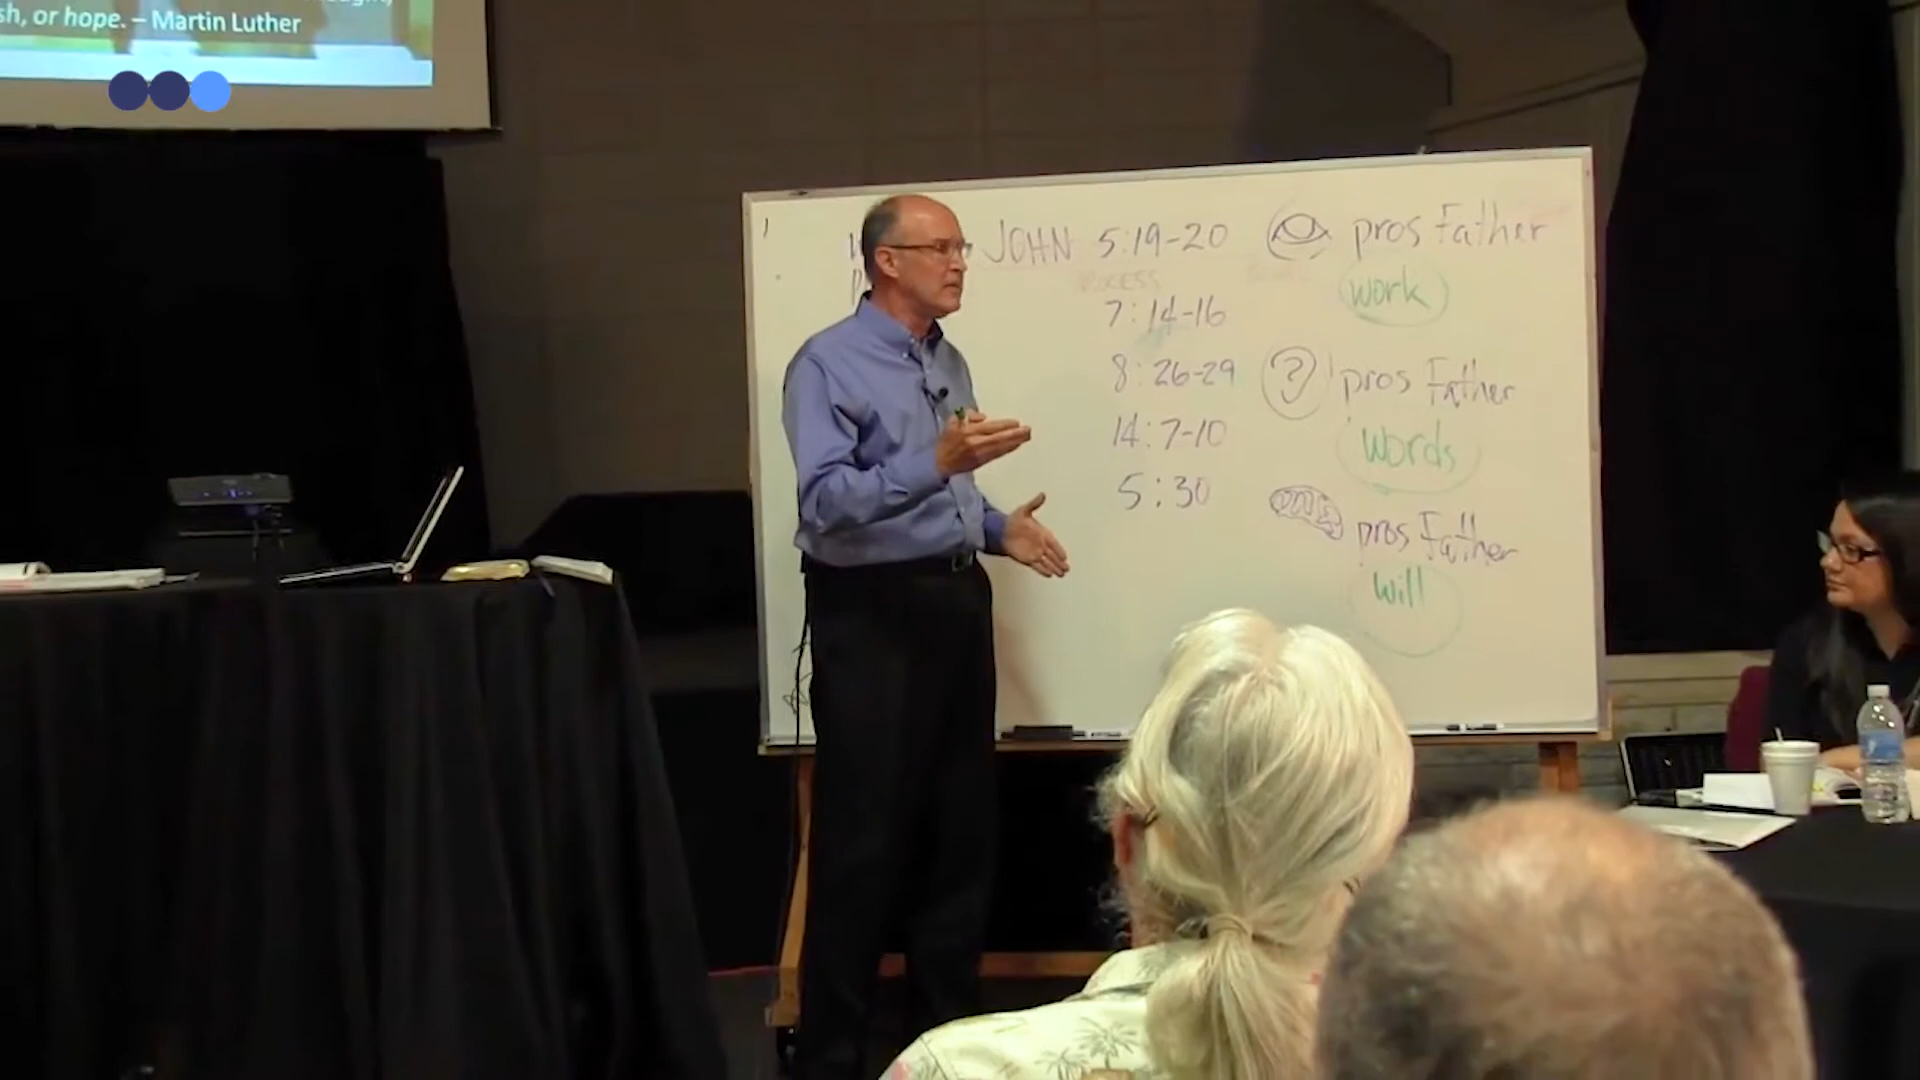 sh, or hope. – Martin Luther
JOHN 5:19-20
pros Father
work
PROCESS
7:14-16
8:26-29
pros Father
words
14:7-10
5:30
pros Father
will